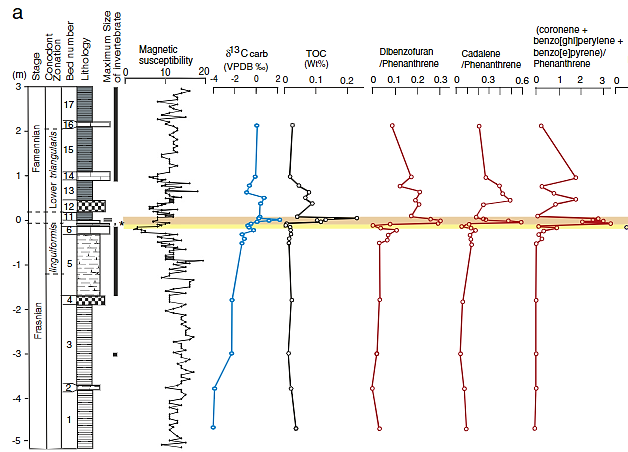 a
(m)
Stage
Conodont
Zonation
Bed number
Lithology
Maximum Size
of invertebrate
Magnetic
susceptibility
0 10 20
δ13C carb
(VPDB ‰)
-4 -2 0 2
TOC
(Wt%)
0 0.1 0.2
Dibenzofuran
/Phenanthrene
0 0.1 0.2 0.3
Cadalene
/Phenanthrene
0 0.3 0.6
(coronene +
benzo[ghi]perylene +
benzo[e]pyrene)/
Phenanthrene
0 1 2 3
0
3
2
1
0
-1
-2
-3
-4
-5
Famennian
Frasnian
Lower triangularis
linguiformis
17
16
15
14
13
12
11
6
5
4
3
2
1
*